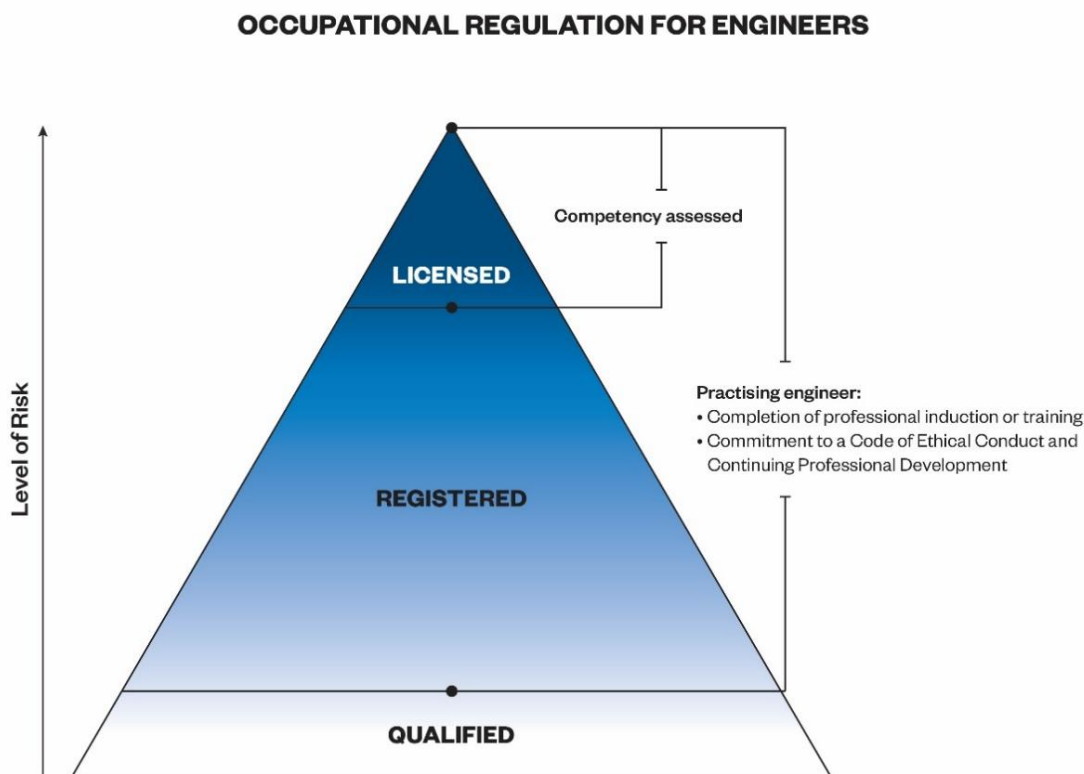 OCCUPATIONAL REGULATION FOR ENGINEERS
Competency assessed
LICENSED
Level of Risk
Practising engineer:
• Completion of professional induction or training
• Commitment to a Code of Ethical Conduct and
Continuing Professional Development
REGISTERED
QUALIFIED